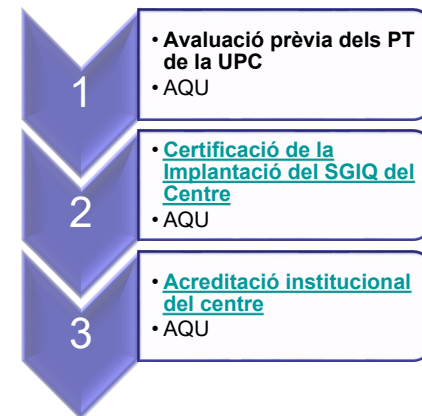 1
• Avaluació prèvia dels PT
de la UPC
• AQU
2
• Certificació de la
Implantació del SGIQ del
Centre
• AQU
3
• Acreditació institucional
del centre
• AQU